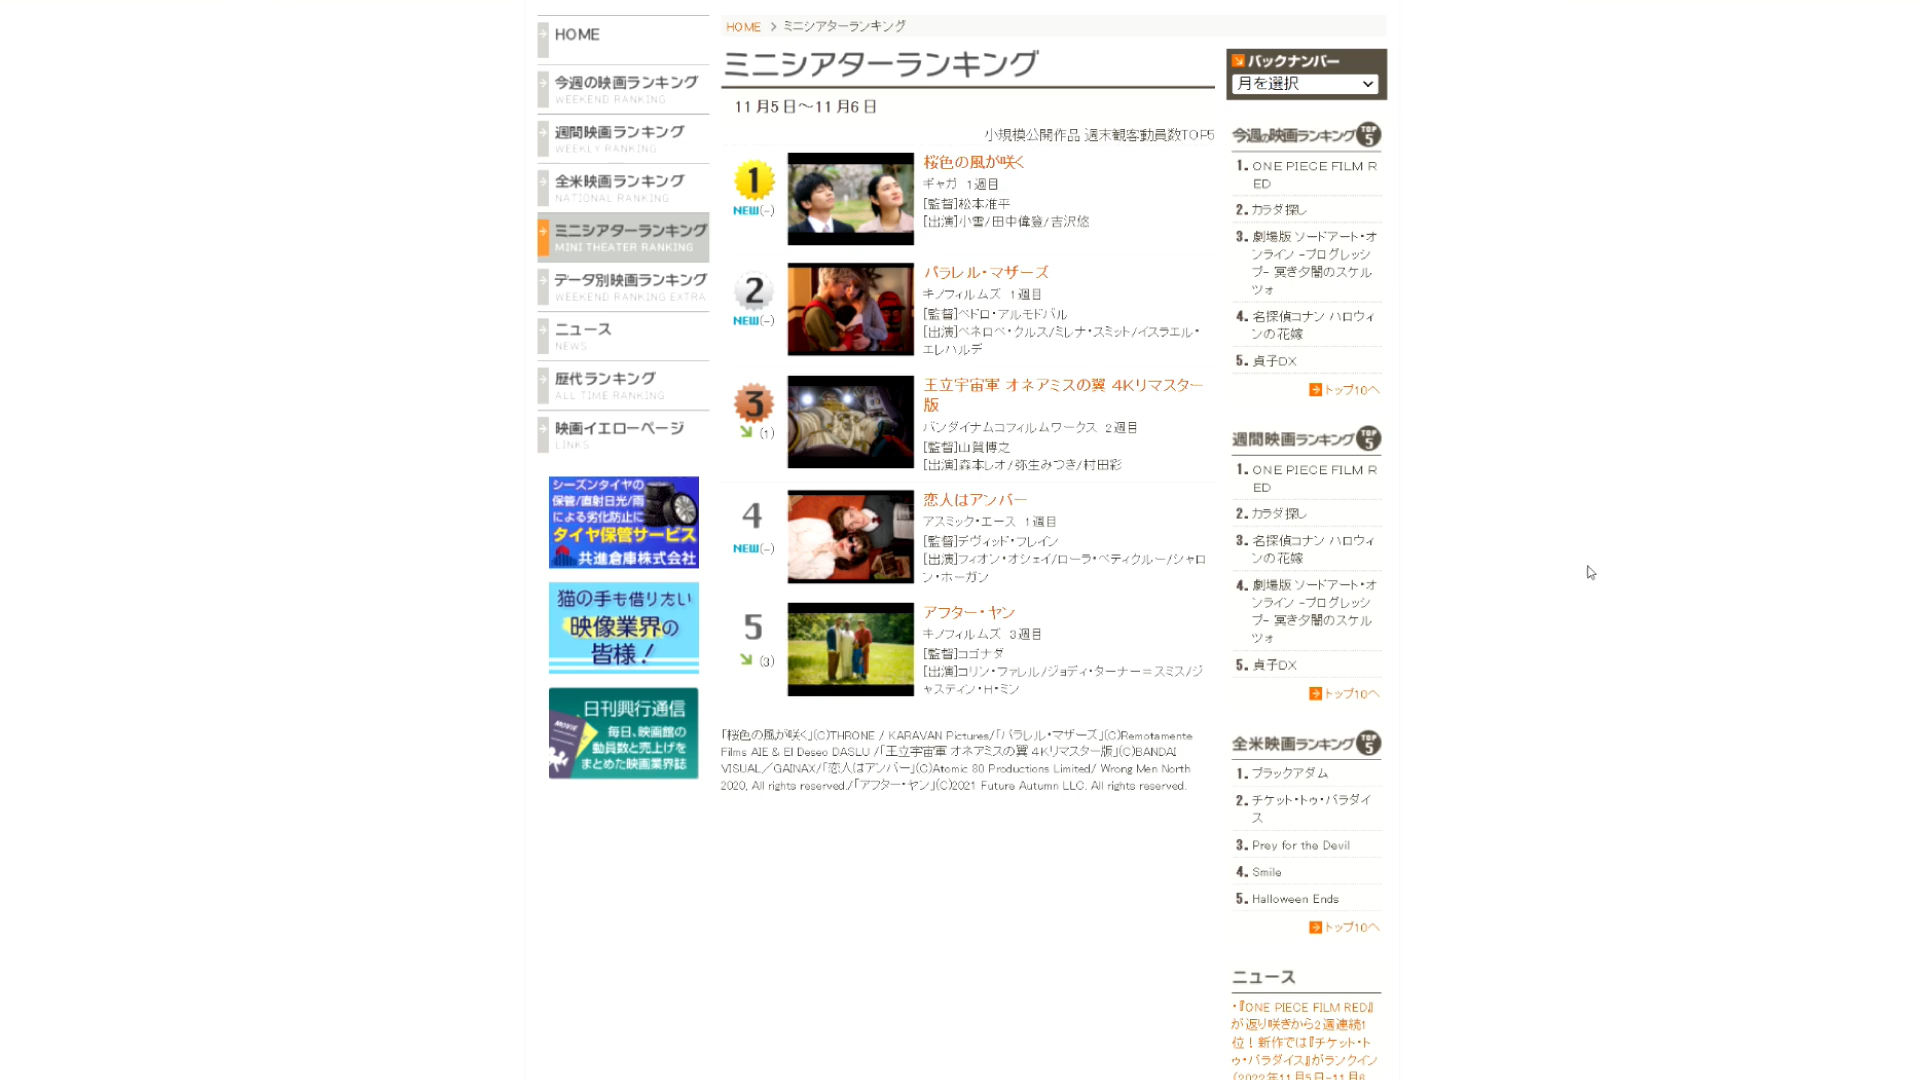 HOME
今週の映画ランキング
WEEKEND RANKING
週間映画ランキング
WEEKLY RANKING
全米映画ランキング
NATIONAL RANKING
ミニシアターランキング
MINI THEATER RANKING
データ別映画ランキング
WEEKEND RANKING EXTRA
ニュース
NEWS
歴代ランキング
ALL TIME RANKING
映画イエローページ
LINKS
シーズンタイヤの
保管/直射日光/雨
による劣化防止に
タイヤ保管サービス
共進倉庫株式会社
猫の手も借りたい
映像業界の
皆様!
日刊興行通信
MOVIE
毎日、映画館の
動員数と売上げを
まとめた映画業界誌
HOME > ミニシアターランキング
ミニシアターランキング
11月5日～11月6日
小規模公開作品 週末観客動員数TOP5
1
NEW(-)
桜色の風が咲く
ギャガ 1週目
[監督]松本准平
[出演]小雪/田中偉登/吉沢悠
2
NEW(-)
パラレル・マザーズ
キノフィルムズ 1週目
[監督]ペドロ・アルモドバル
[出演]ペネロペ・クルス/ミレナ・スミット/イスラエル・
エレハルデ
3
(1)
王立宇宙軍 オネアミスの翼 4Kリマスター
版
バンダイナムコフィルムワークス 2週目
[監督]山賀博之
[出演]森本レオ/弥生みつき/村田彩
4
NEW(-)
恋人はアンバー
アスミック・エース 1週目
[監督]デヴィッド・フレイン
[出演]フィオン・オシェイ/ローラ・ペティクルー/シャロ
ン・ホーガン
5
(3)
アフター・ヤン
キノフィルムズ 3週目
[監督]コゴナダ
[出演]コリン・ファレル/ジョディ・ターナー＝スミス/ジ
ャスティン・H・ミン
「桜色の風が咲く」(C)THRONE / KARAVAN Pictures/「パラレル・マザーズ」(C)Remotamente
Films AIE & El Deseo DASLU /「王立宇宙軍 オネアミスの翼 4Kリマスター版」(C)BANDAI
VISUAL／GAINAX/「恋人はアンバー」(C)Atomic 80 Productions Limited/ Wrong Men North
2020, All rights reserved./「アフター・ヤン」(C)2021 Future Autumn LLC. All rights reserved.
バックナンバー
月を選択
今週の映画ランキング TOP 5
1. ONE PIECE FILM R
ED
2. カラダ探し
3. 劇場版 ソードアート・オ
ンライン -プログレッシ
ブ- 冥き夕闇のスケル
ツォ
4. 名探偵コナン ハロウィ
ンの花嫁
5. 貞子DX
トップ10へ
週間映画ランキング TOP 5
1. ONE PIECE FILM R
ED
2. カラダ探し
3. 名探偵コナン ハロウィ
ンの花嫁
4. 劇場版 ソードアート・オ
ンライン -プログレッシ
ブ- 冥き夕闇のスケル
ツォ
5. 貞子DX
トップ10へ
全米映画ランキング TOP 5
1. ブラックアダム
2. チケット・トゥ・パラダイ
ス
3. Prey for the Devil
4. Smile
5. Halloween Ends
トップ10へ
ニュース
・『ONE PIECE FILM RED』
が返り咲きから2週連続1
位！新作では『チケット・ト
ゥ・パラダイス』がランクイン
(2022年11月5日-11月6